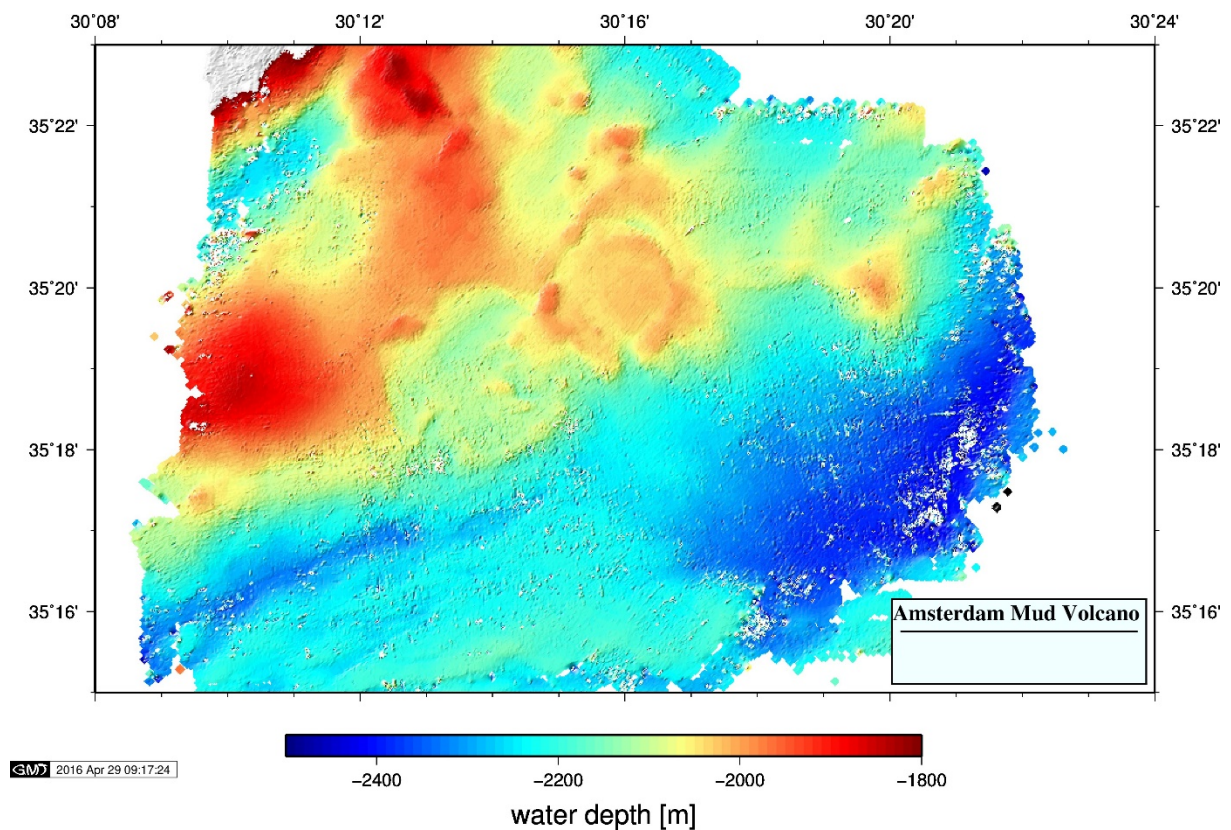 30°08' 30°12' 30°16' 30°20' 30°24'
35°22' 35°22'
35°20' 35°20'
35°18' 35°18'
35°16' 35°16'
Amsterdam Mud Volcano
GMT 2016 Apr 29 09:17:24
−2400 −2200 −2000 −1800
water depth [m]